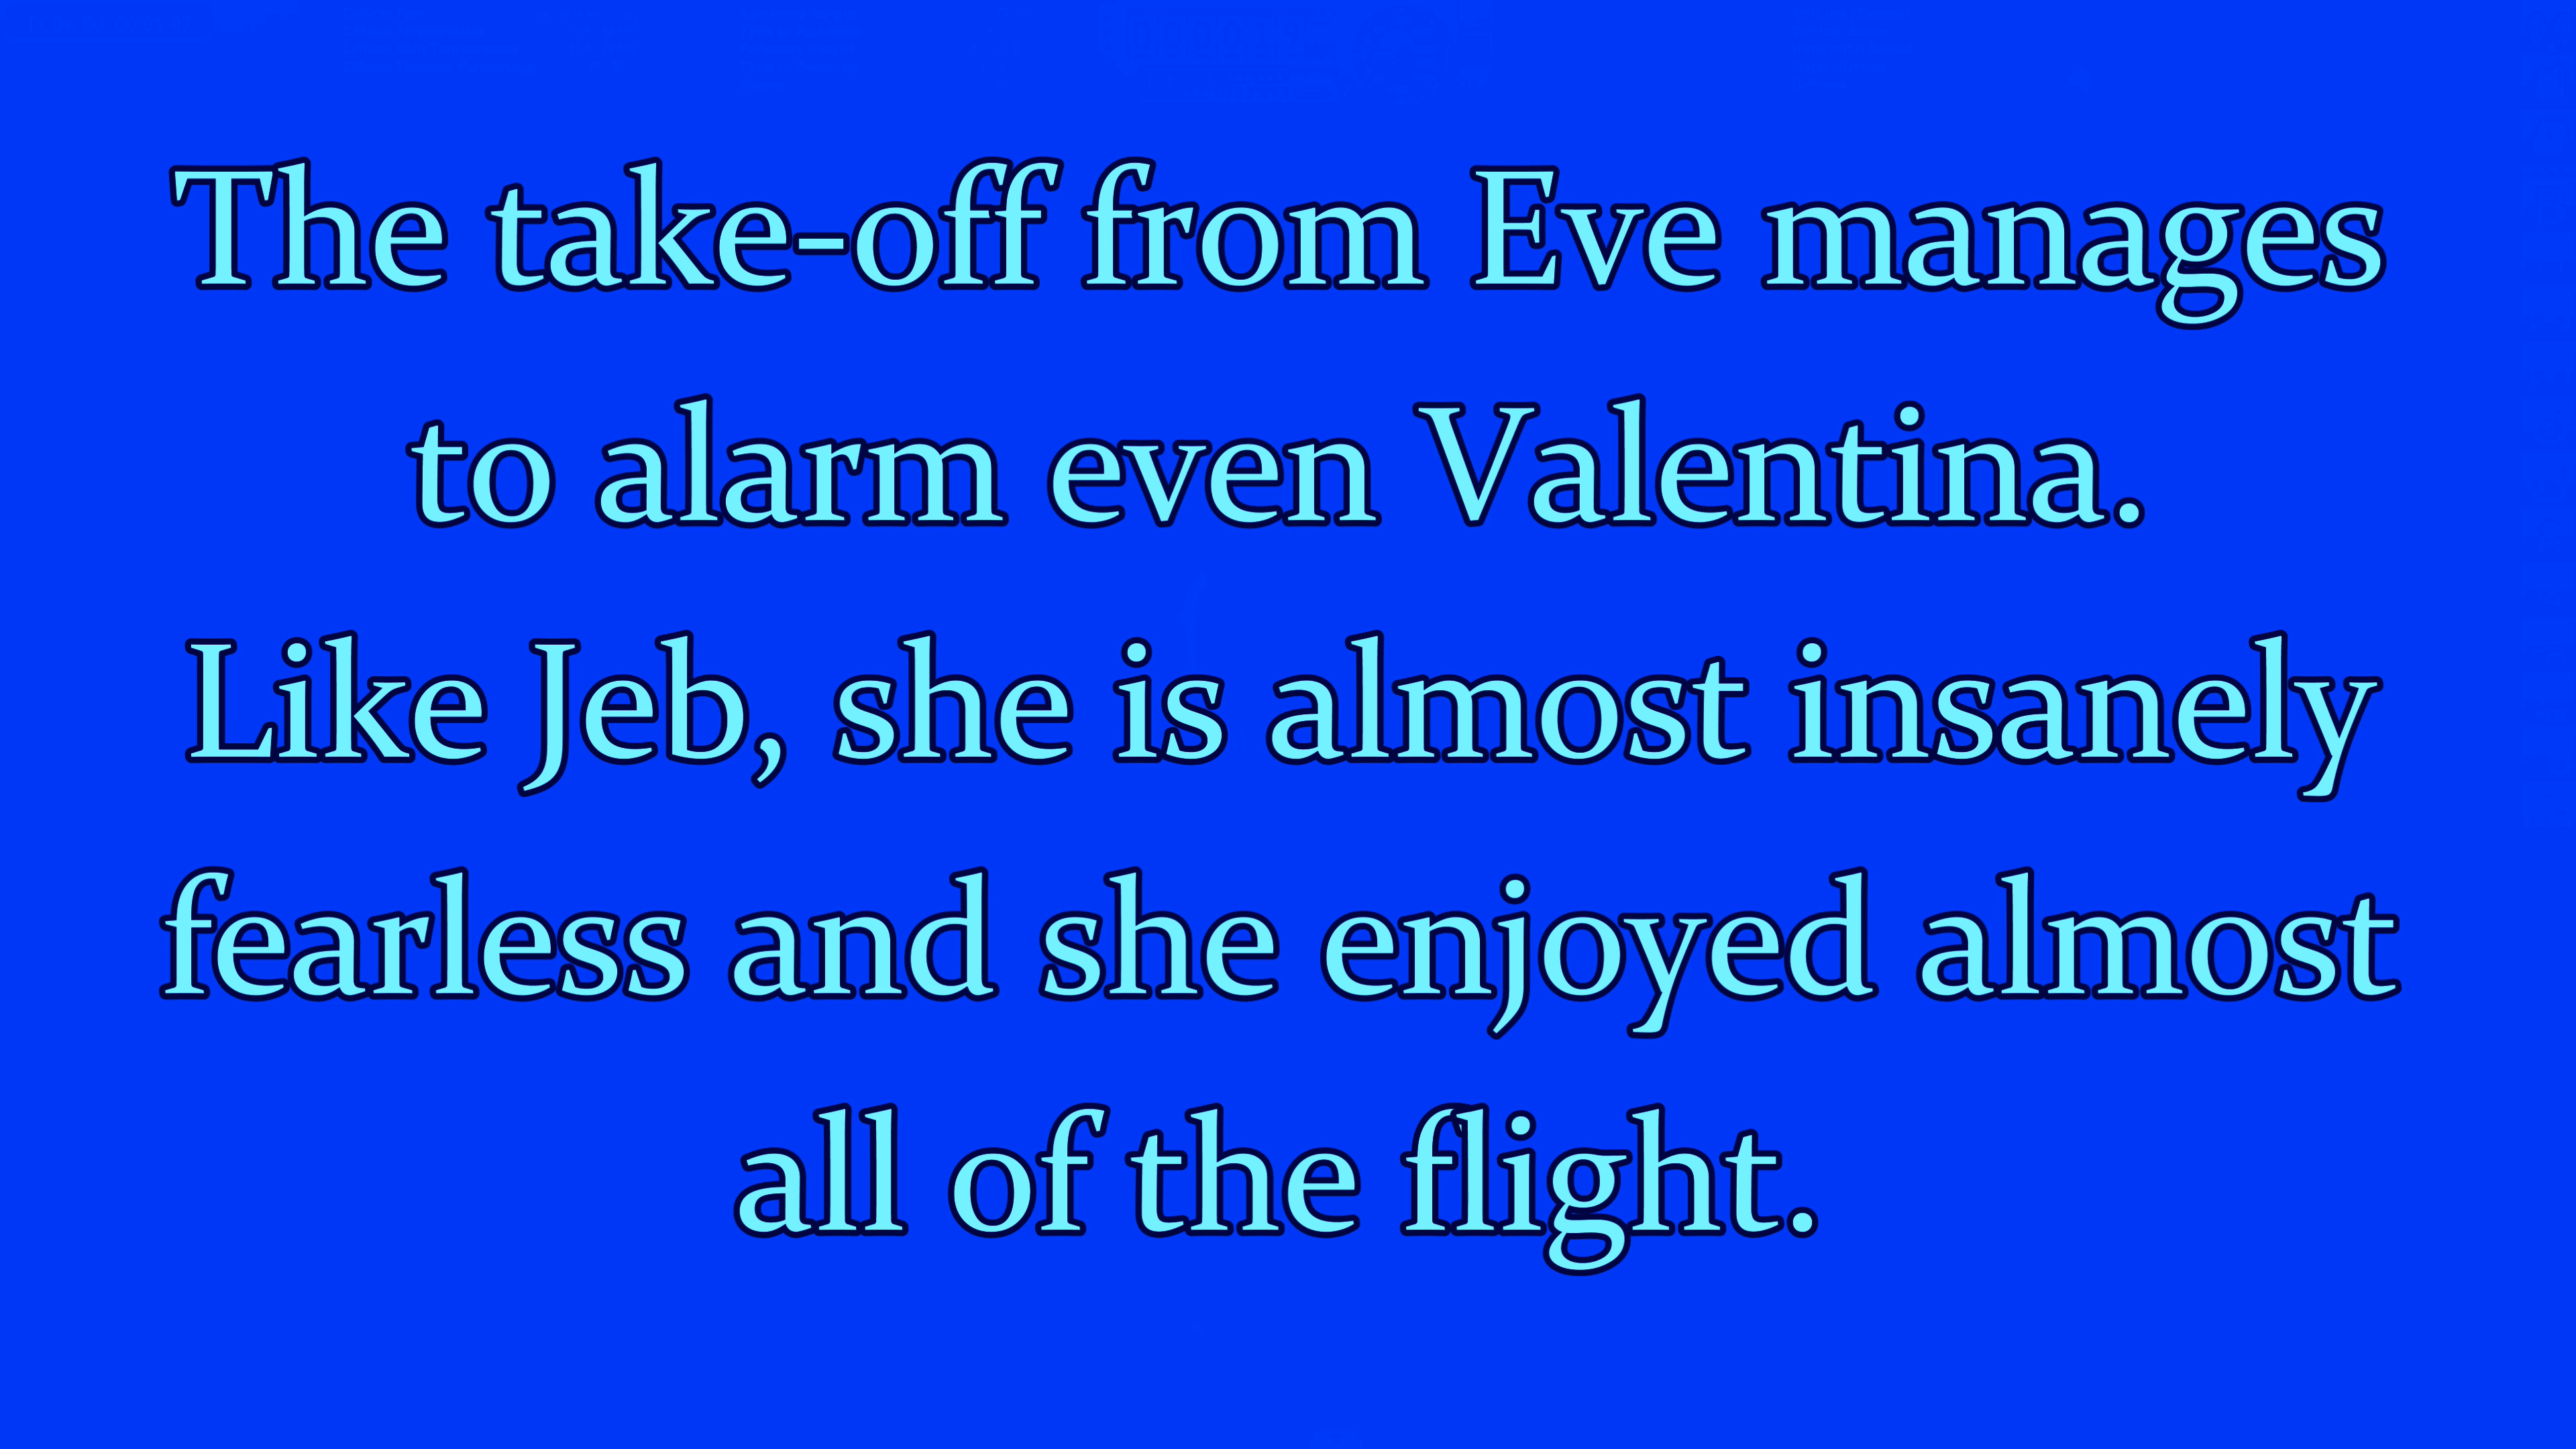 The take-off from Eve manages
to alarm even Valentina.
Like Jeb, she is almost insanely
fearless and she enjoyed almost
all of the flight.